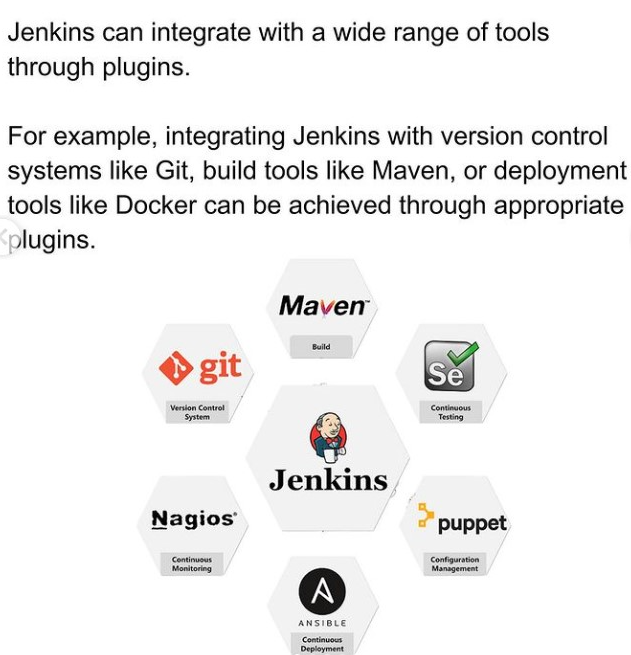 Jenkins can integrate with a wide range of tools
through plugins.
For example, integrating Jenkins with version control
systems like Git, build tools like Maven, or deployment
tools like Docker can be achieved through appropriate
plugins.
Maven™
Build
git
Version Control
System
Se
Continuous
Testing
Jenkins
Nagios®
Continuous
Monitoring
puppet
Configuration
Management
A
ANSIBLE
Continuous
Deployment